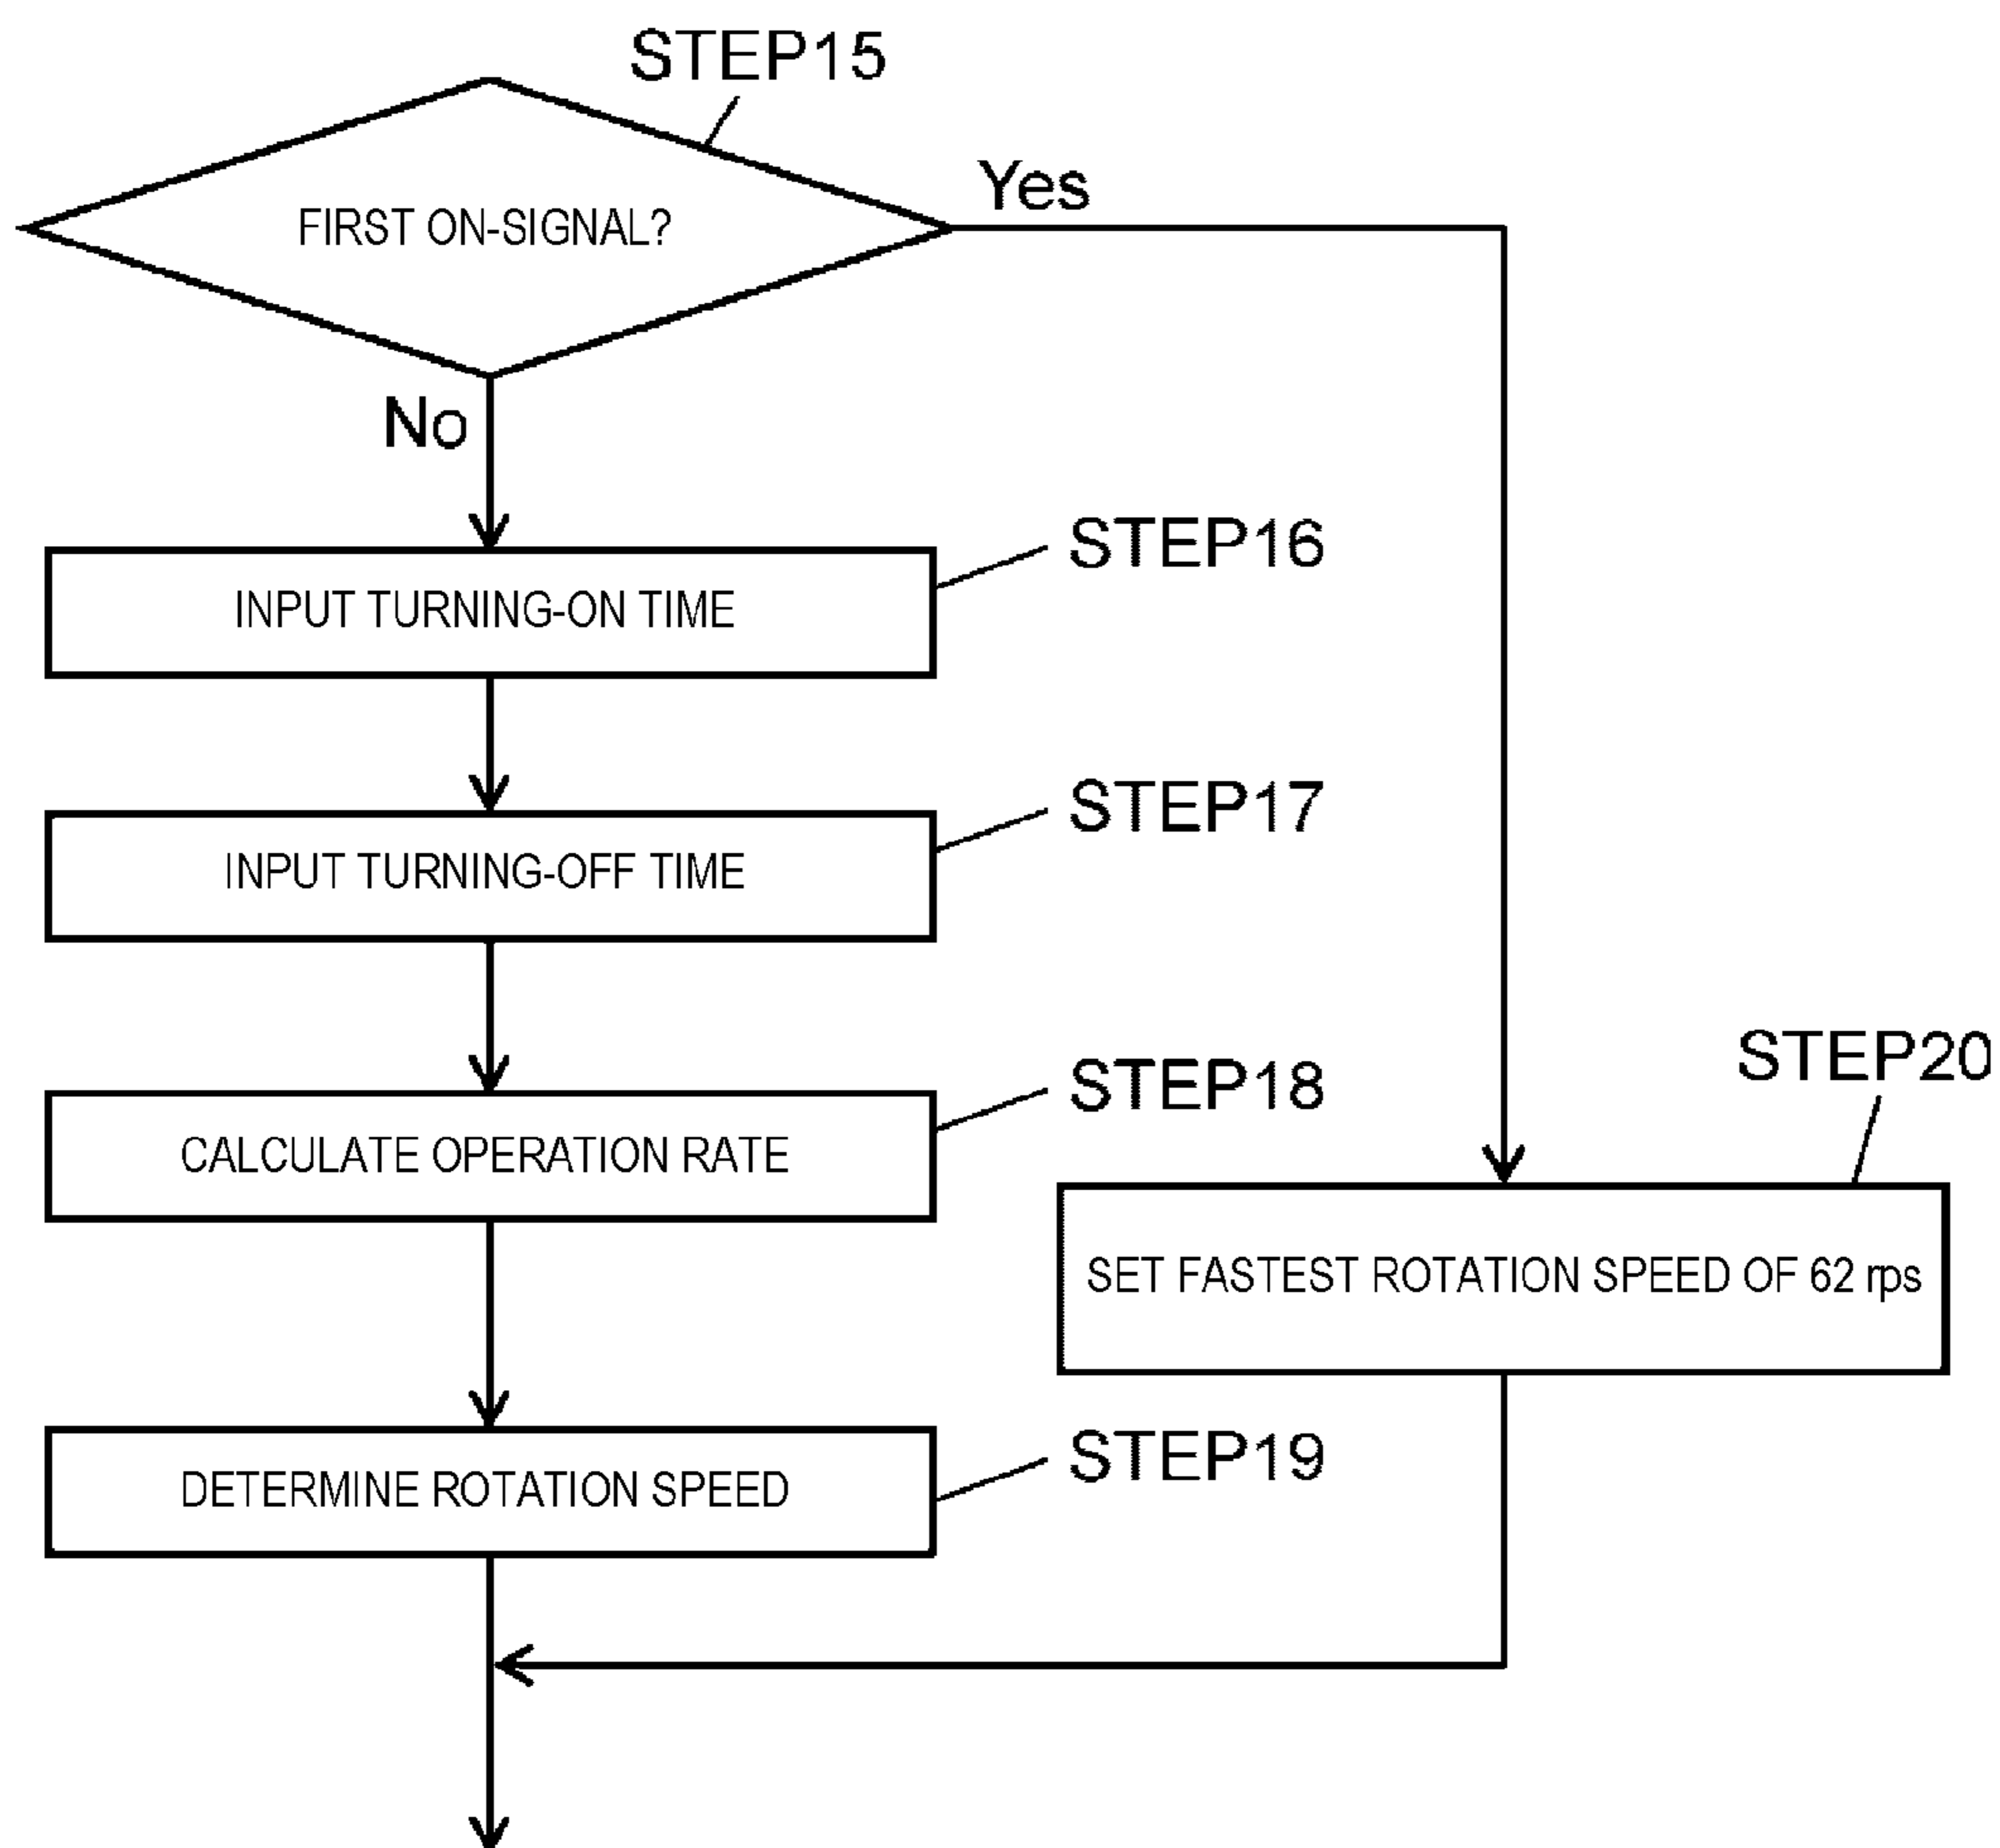 STEP15
FIRST ON-SIGNAL?
Yes
No
STEP16
INPUT TURNING-ON TIME
STEP17
INPUT TURNING-OFF TIME
STEP18
CALCULATE OPERATION RATE
STEP20
SET FASTEST ROTATION SPEED OF 62 rps
STEP19
DETERMINE ROTATION SPEED